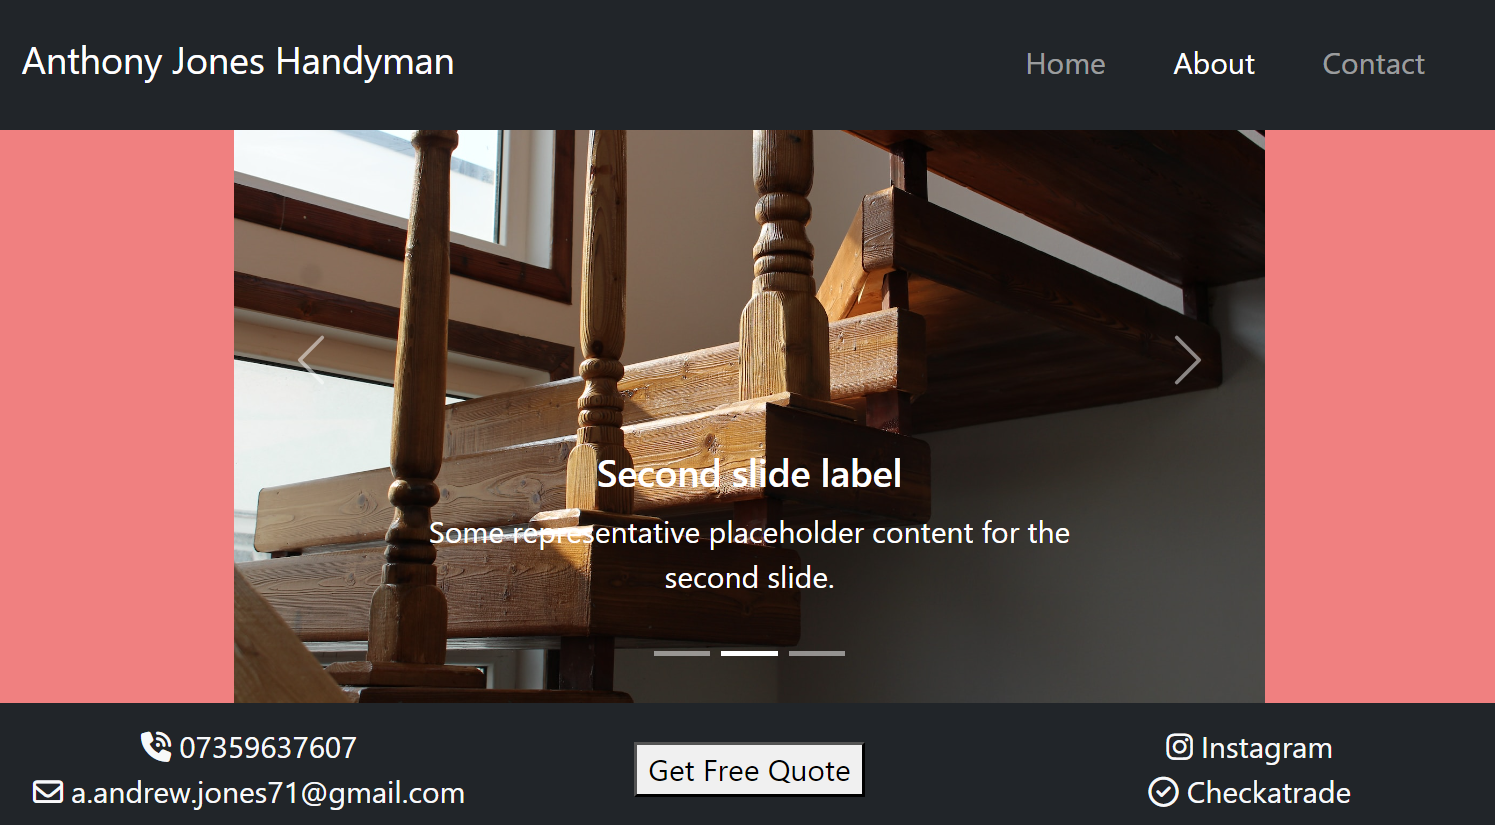 Anthony Jones Handyman
Home About Contact
Second slide label
Some representative placeholder content for the
second slide.
07359637607
a.andrew.jones71@gmail.com
Get Free Quote
Instagram
Checkatrade